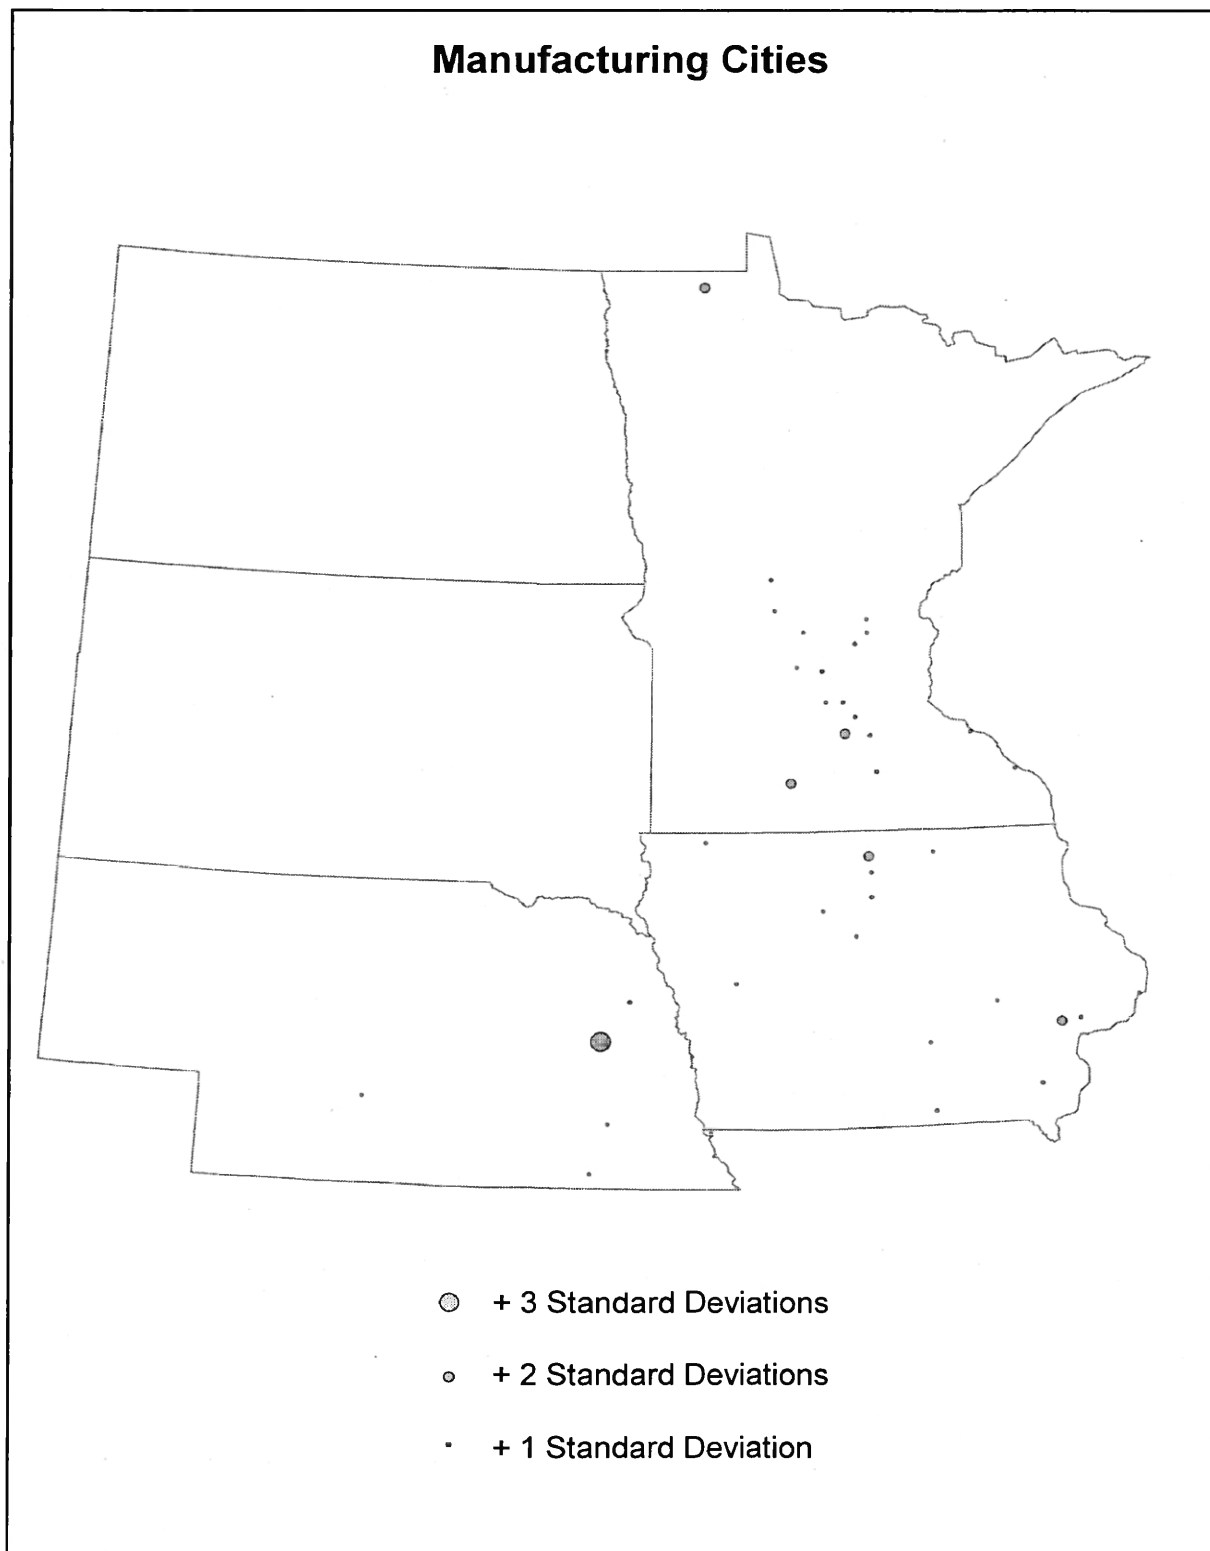 Manufacturing Cities
+ 3 Standard Deviations
+ 2 Standard Deviations
+ 1 Standard Deviation